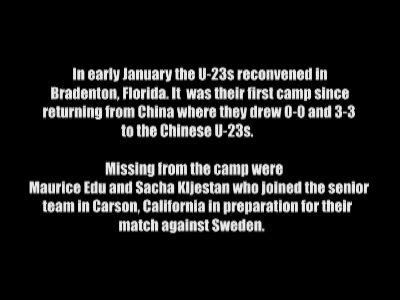 In early January the U-23s reconvened in
Bradenton, Florida. It was their first camp since
returning from China where they drew 0-0 and 3-3
to the Chinese U-23s.
Missing from the camp were
Maurice Edu and Sacha Kljestan who joined the senior
team in Carson, California in preparation for their
match against Sweden.